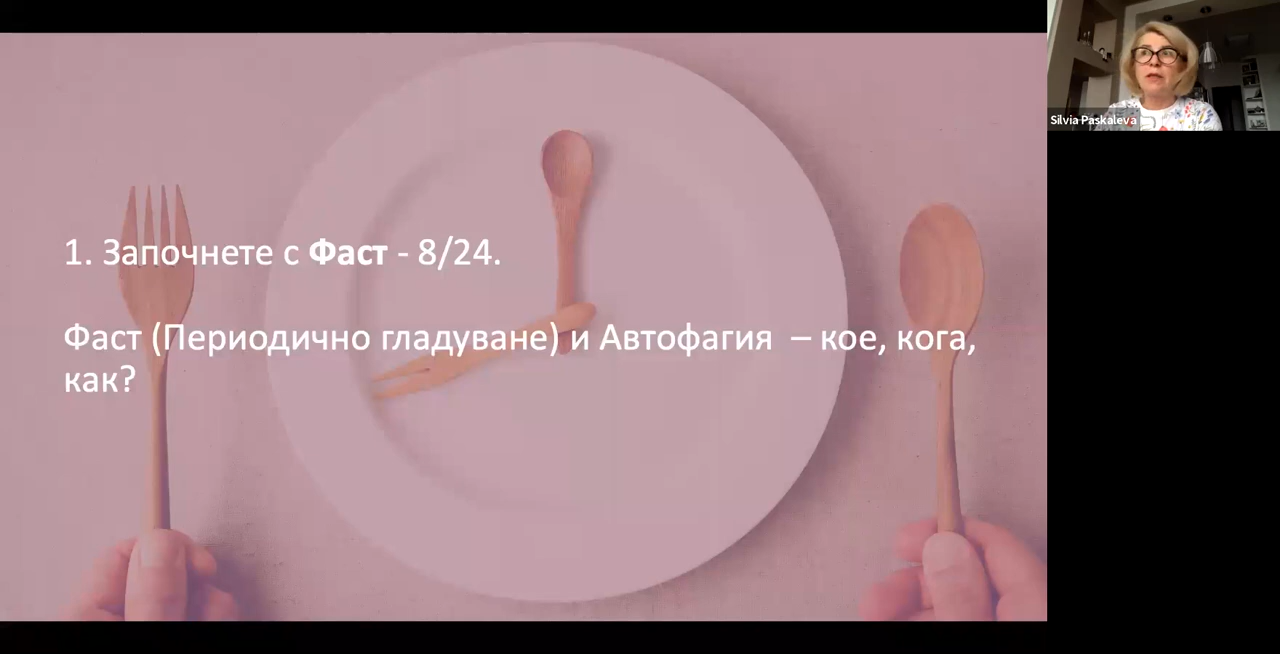 1. Започнете с Фаст - 8/24.
Фаст (Периодично гладуване) и Автофагия – кое, кога,
как?
Silvia Paskaleva